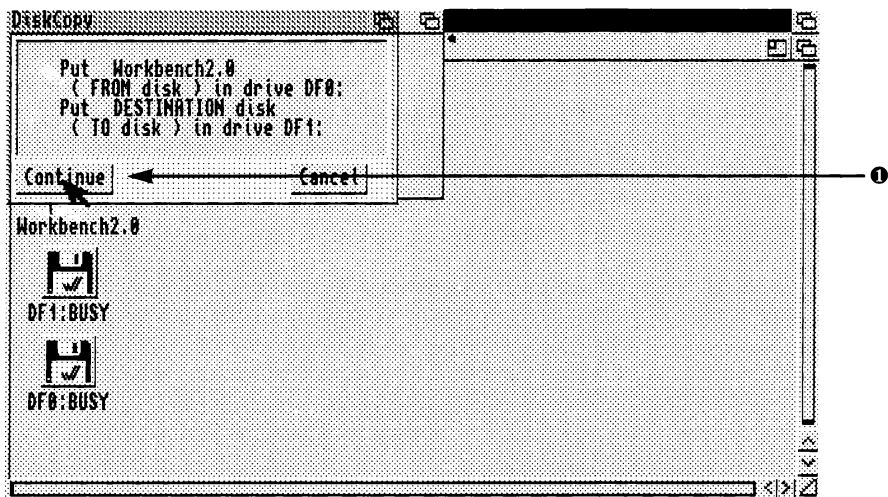 DiskCopy
Put Workbench2.0
( FROM disk ) in drive DF0:
Put DESTINATION disk
( TO disk ) in drive DF1:
Continue
Cancel
❶
Workbench2.0
DF1:BUSY
DF0:BUSY